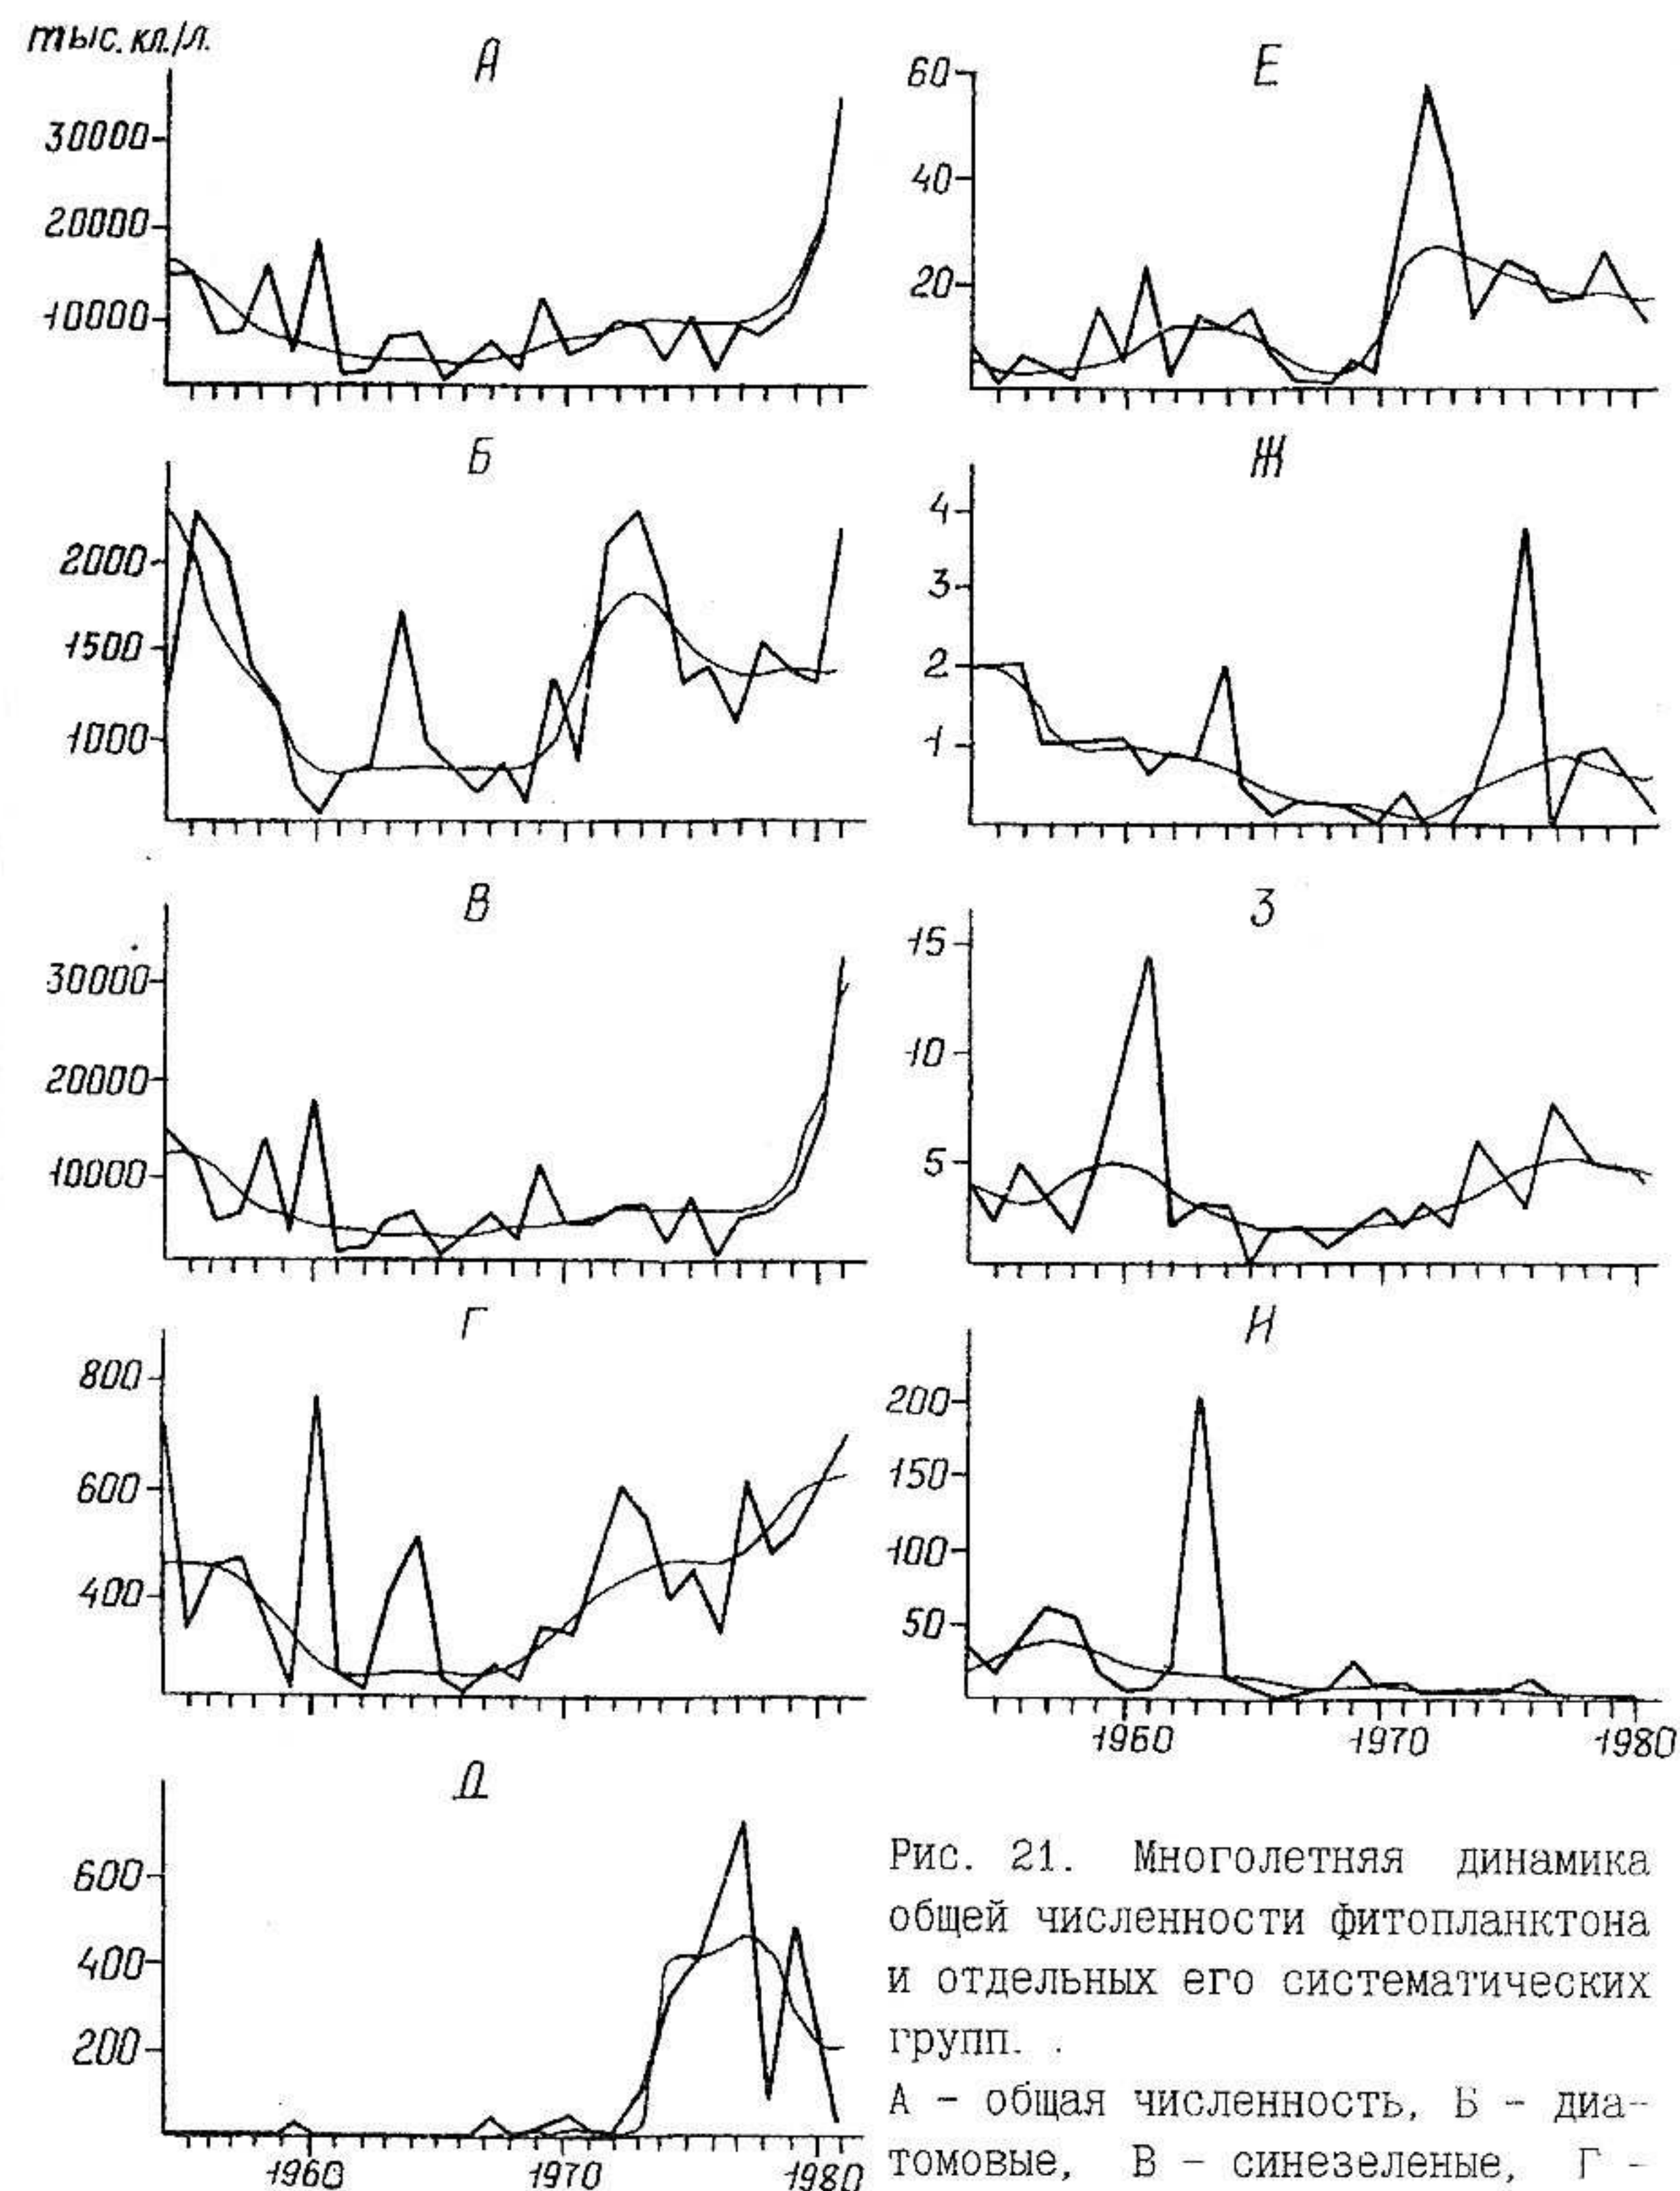 тыс. кл./л.
А
30000
20000
10000
Б
2000
1500
1000
В
30000
20000
10000
Г
800
600
400
Д
600
400
200
1960 1970 1980
Е
60
40
20
Ж
4
3
2
1
З
15
10
5
И
200
150
100
50
1960 1970 1980
Рис. 21. Многолетняя динамика
общей численности фитопланктона
и отдельных его систематических
групп.
А - общая численность, Б - диа-
томовые, В - синезеленые, Г -